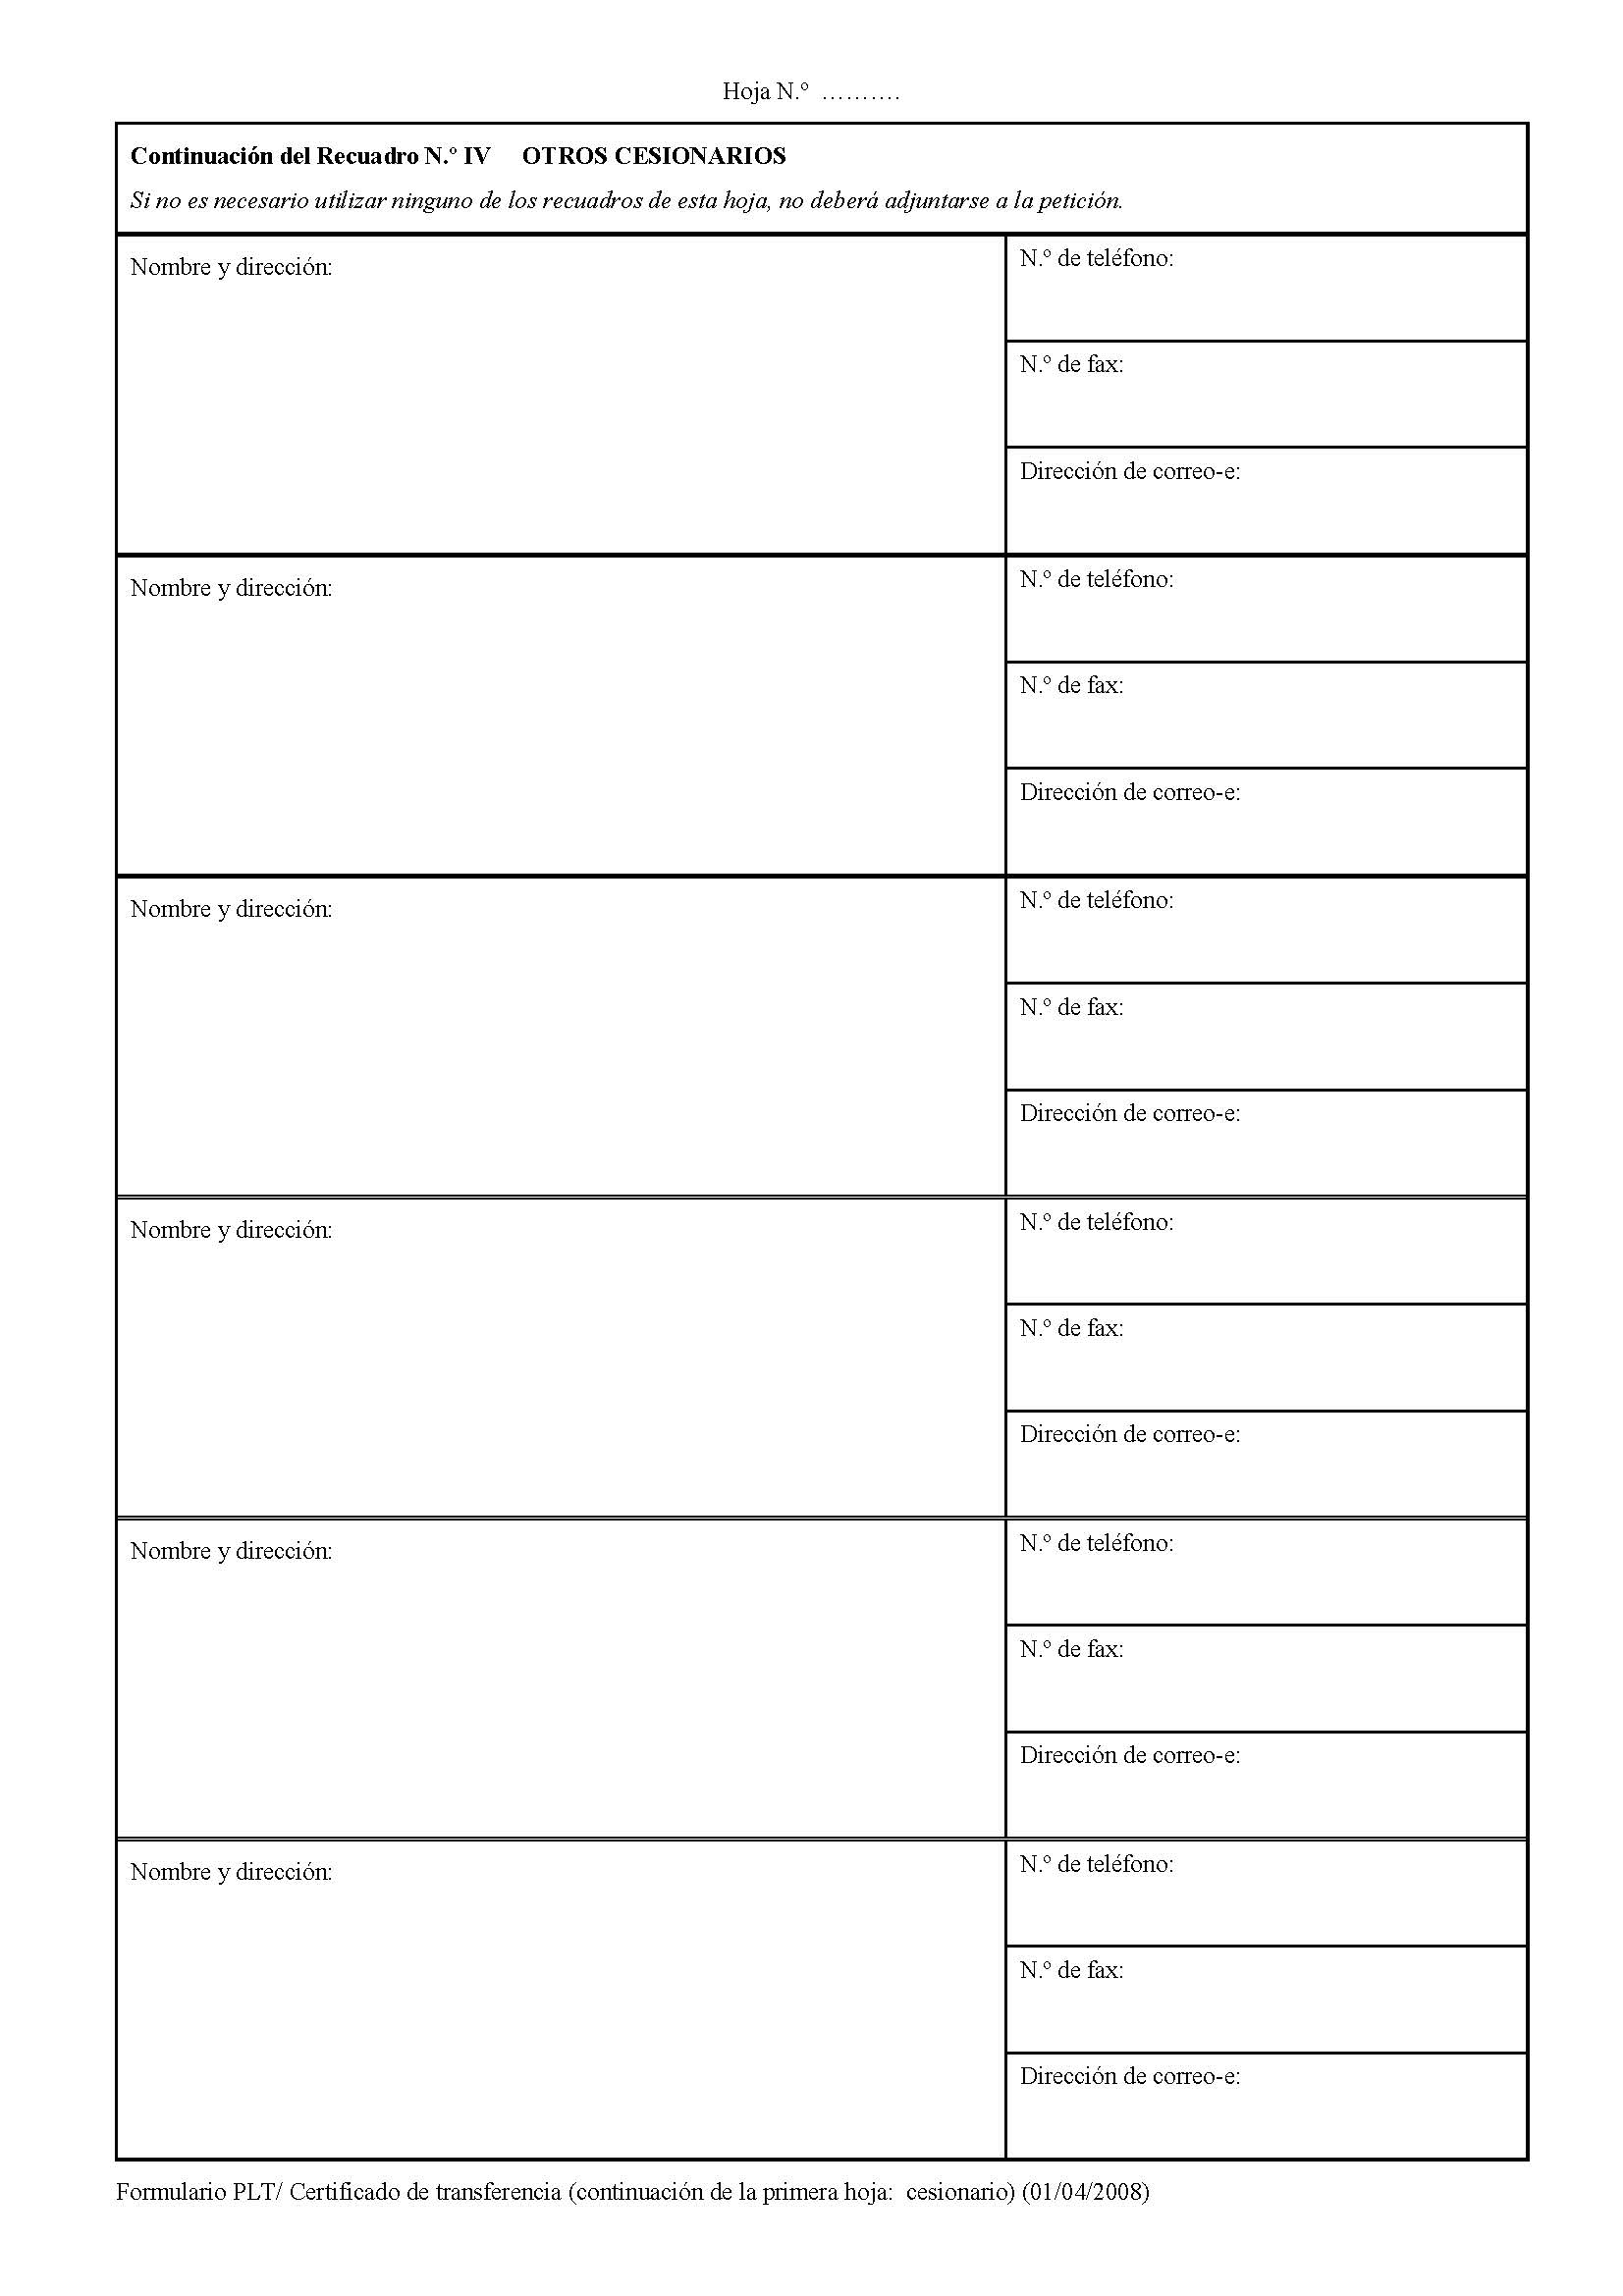 Hoja N.º ……….
Continuación del Recuadro N.º IV OTROS CESIONARIOS
Si no es necesario utilizar ninguno de los recuadros de esta hoja, no deberá adjuntarse a la petición.
Nombre y dirección:
N.º de teléfono:
N.º de fax:
Dirección de correo-e:
Nombre y dirección:
N.º de teléfono:
N.º de fax:
Dirección de correo-e:
Nombre y dirección:
N.º de teléfono:
N.º de fax:
Dirección de correo-e:
Nombre y dirección:
N.º de teléfono:
N.º de fax:
Dirección de correo-e:
Nombre y dirección:
N.º de teléfono:
N.º de fax:
Dirección de correo-e:
Nombre y dirección:
N.º de teléfono:
N.º de fax:
Dirección de correo-e:
Formulario PLT/ Certificado de transferencia (continuación de la primera hoja: cesionario) (01/04/2008)